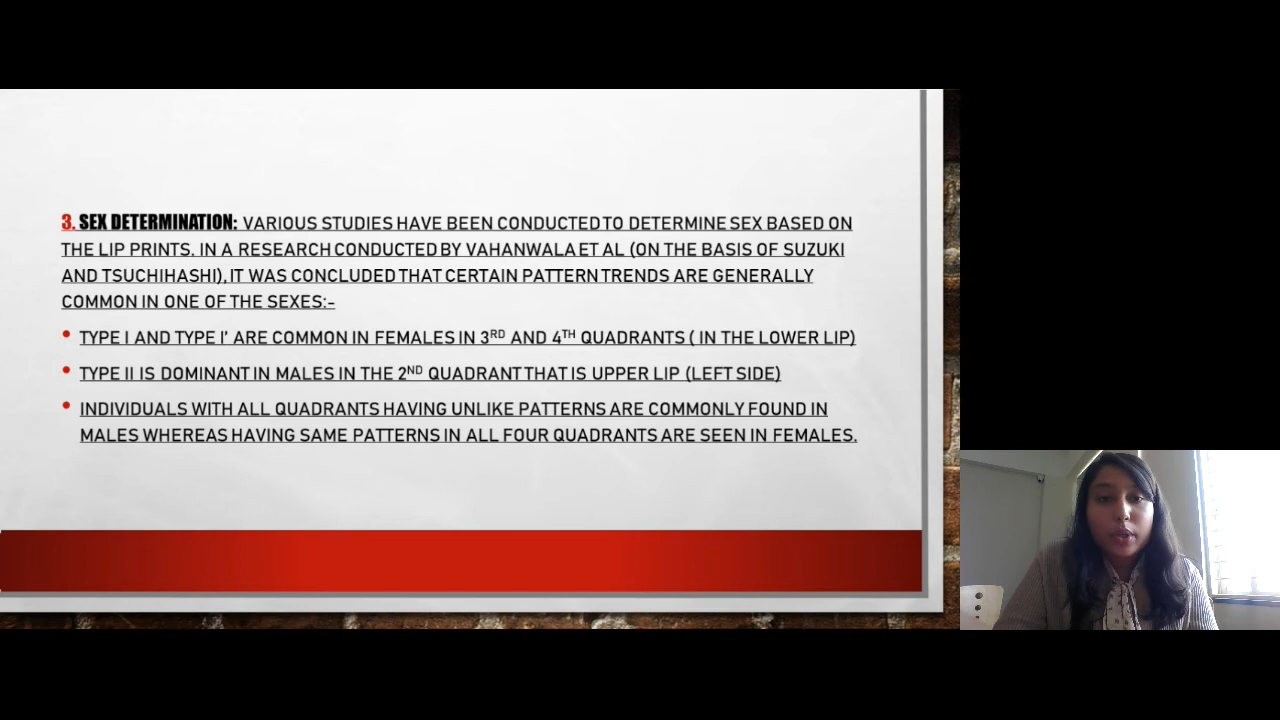 3. SEX DETERMINATION: VARIOUS STUDIES HAVE BEEN CONDUCTED TO DETERMINE SEX BASED ON
THE LIP PRINTS. IN A RESEARCH CONDUCTED BY VAHANWALA ET AL (ON THE BASIS OF SUZUKI
AND TSUCHIHASHI), IT WAS CONCLUDED THAT CERTAIN PATTERN TRENDS ARE GENERALLY
COMMON IN ONE OF THE SEXES:-
• TYPE I AND TYPE I' ARE COMMON IN FEMALES IN 3RD AND 4TH QUADRANTS ( IN THE LOWER LIP)
• TYPE II IS DOMINANT IN MALES IN THE 2ND QUADRANT THAT IS UPPER LIP (LEFT SIDE)
• INDIVIDUALS WITH ALL QUADRANTS HAVING UNLIKE PATTERNS ARE COMMONLY FOUND IN
MALES WHEREAS HAVING SAME PATTERNS IN ALL FOUR QUADRANTS ARE SEEN IN FEMALES.